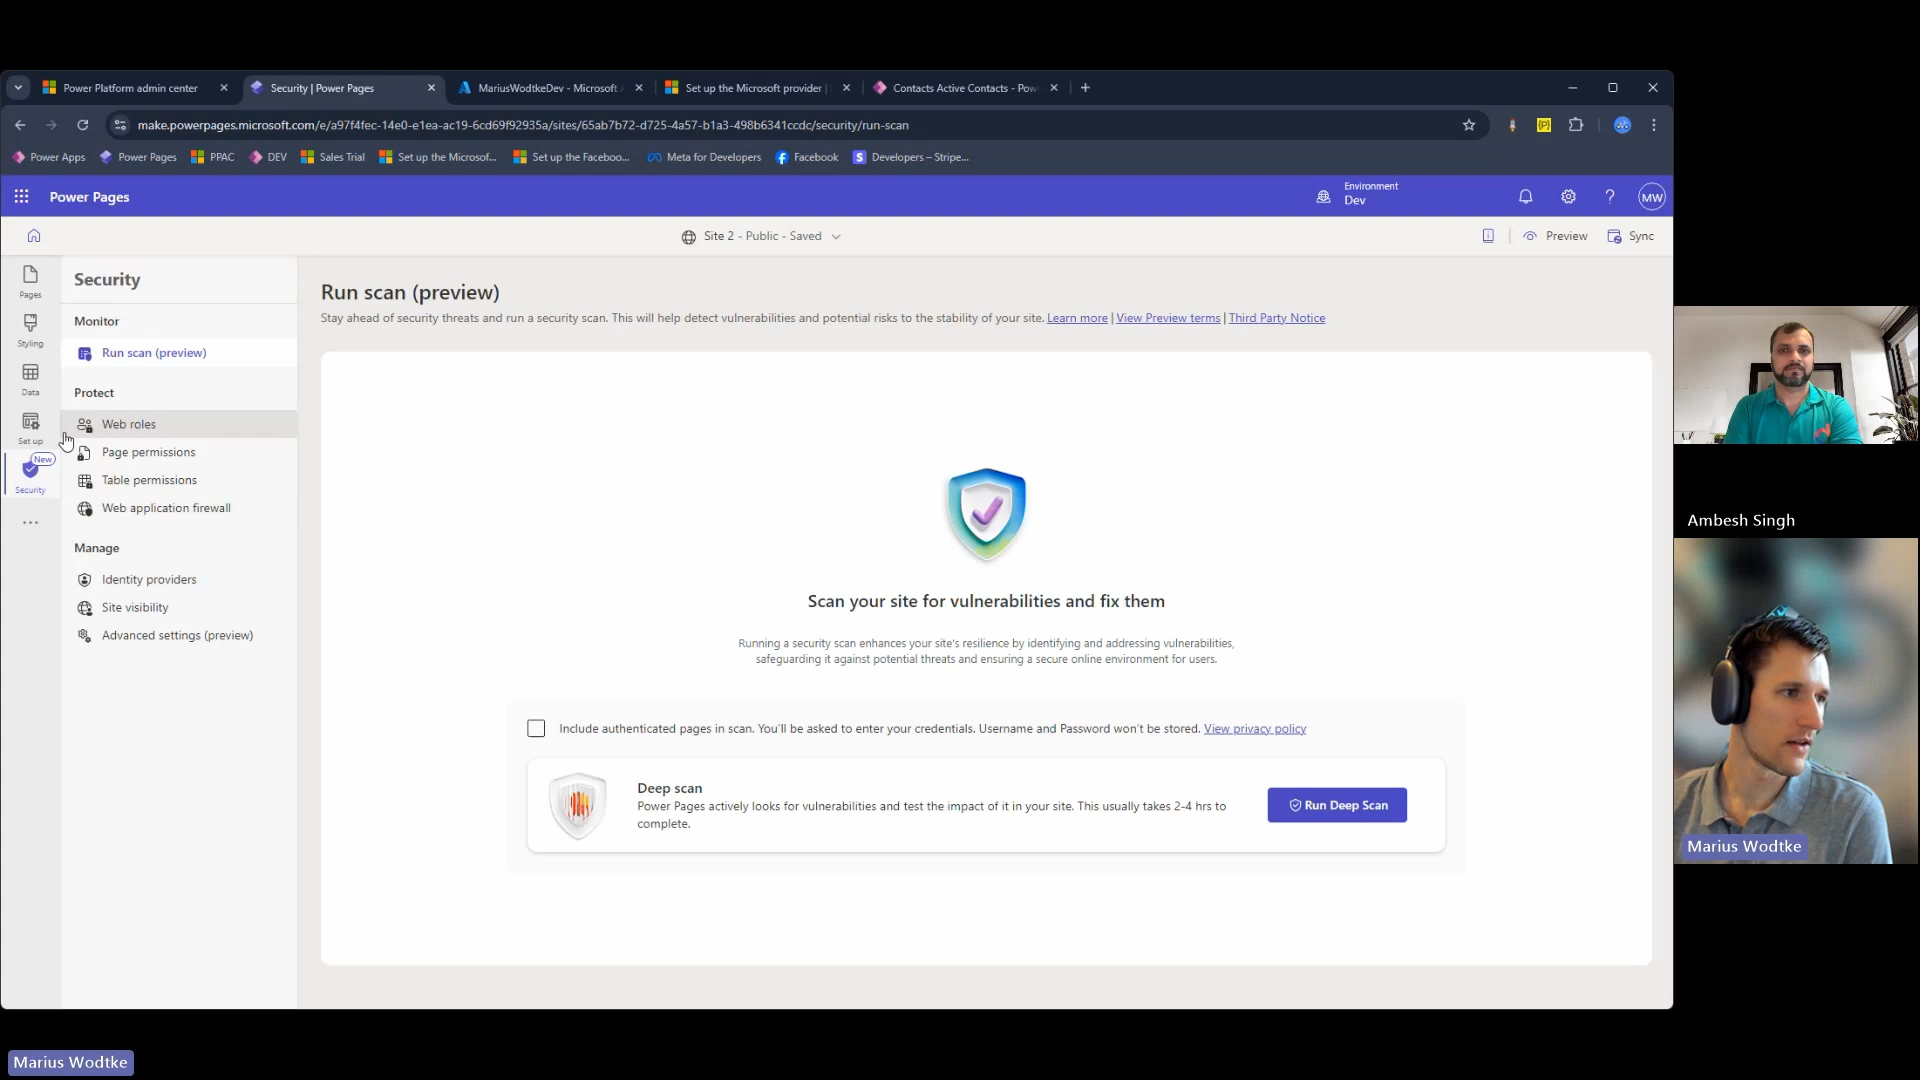 Power Platform admin center
Security | Power Pages
MariusWodtkeDev - Microsoft
Set up the Microsoft provider |
Contacts Active Contacts - Pow
make.powerpages.microsoft.com/e/a97f4fec-14e0-e1ea-ac19-6cd69f92935a/sites/65ab7b72-d725-4a57-b1a3-498b6341ccdc/security/run-scan
Power Apps
Power Pages
PPAC
DEV
Sales Trial
Set up the Microsof...
Set up the Faceboo...
Meta for Developers
Facebook
Developers – Stripe...
Power Pages
Environment
Dev
MW
Site 2 - Public - Saved
Preview
Sync
Pages
Styling
Data
Set up
New
Security
Security
Monitor
Run scan (preview)
Protect
Web roles
Page permissions
Table permissions
Web application firewall
Manage
Identity providers
Site visibility
Advanced settings (preview)
Run scan (preview)
Stay ahead of security threats and run a security scan. This will help detect vulnerabilities and potential risks to the stability of your site. Learn more | View Preview terms | Third Party Notice
Scan your site for vulnerabilities and fix them
Running a security scan enhances your site's resilience by identifying and addressing vulnerabilities,
safeguarding it against potential threats and ensuring a secure online environment for users.
Include authenticated pages in scan. You'll be asked to enter your credentials. Username and Password won't be stored. View privacy policy
Deep scan
Power Pages actively looks for vulnerabilities and test the impact of it in your site. This usually takes 2-4 hrs to
complete.
Run Deep Scan
Ambesh Singh
Marius Wodtke
Marius Wodtke